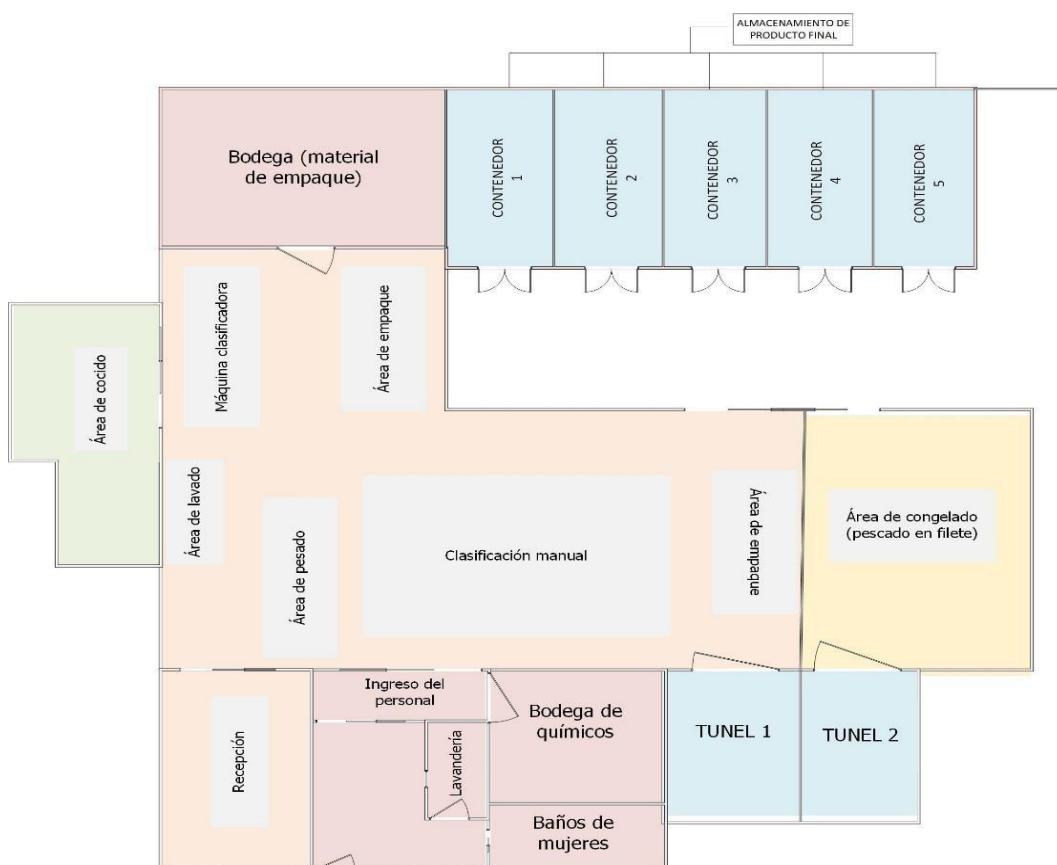 ALMACENAMIENTO DE
PRODUCTO FINAL
Bodega (material
de empaque)
CONTENEDOR
1
CONTENEDOR
2
CONTENEDOR
3
CONTENEDOR
4
CONTENEDOR
5
Máquina clasificadora
Área de empaque
Área de cocido
Área de lavado
Área de pesado
Clasificación manual
Área de empaque
Área de congelado
(pescado en filete)
Ingreso del
personal
Bodega de
químicos
TUNEL 1
TUNEL 2
Recepción
Lavandería
Baños de
mujeres